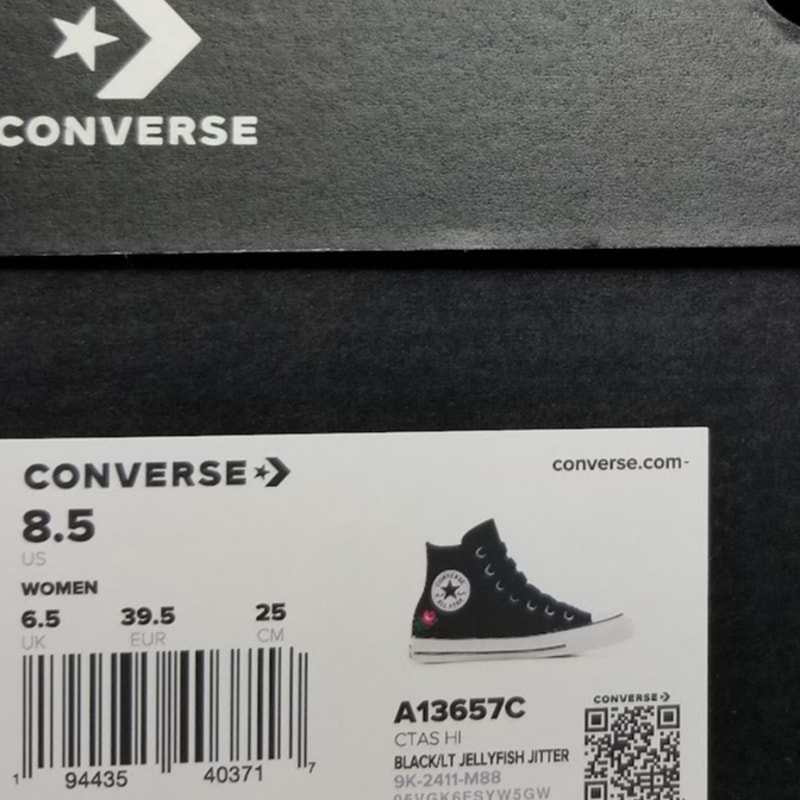 CONVERSE
CONVERSE
converse.com-
8.5
US
WOMEN
6.5 39.5 25
UK EUR CM
1 94435 40371 7
CONVERSE
ALL STAR
A13657C
CTAS HI
BLACK/LT JELLYFISH JITTER
9K-2411-M88
CONVERSE